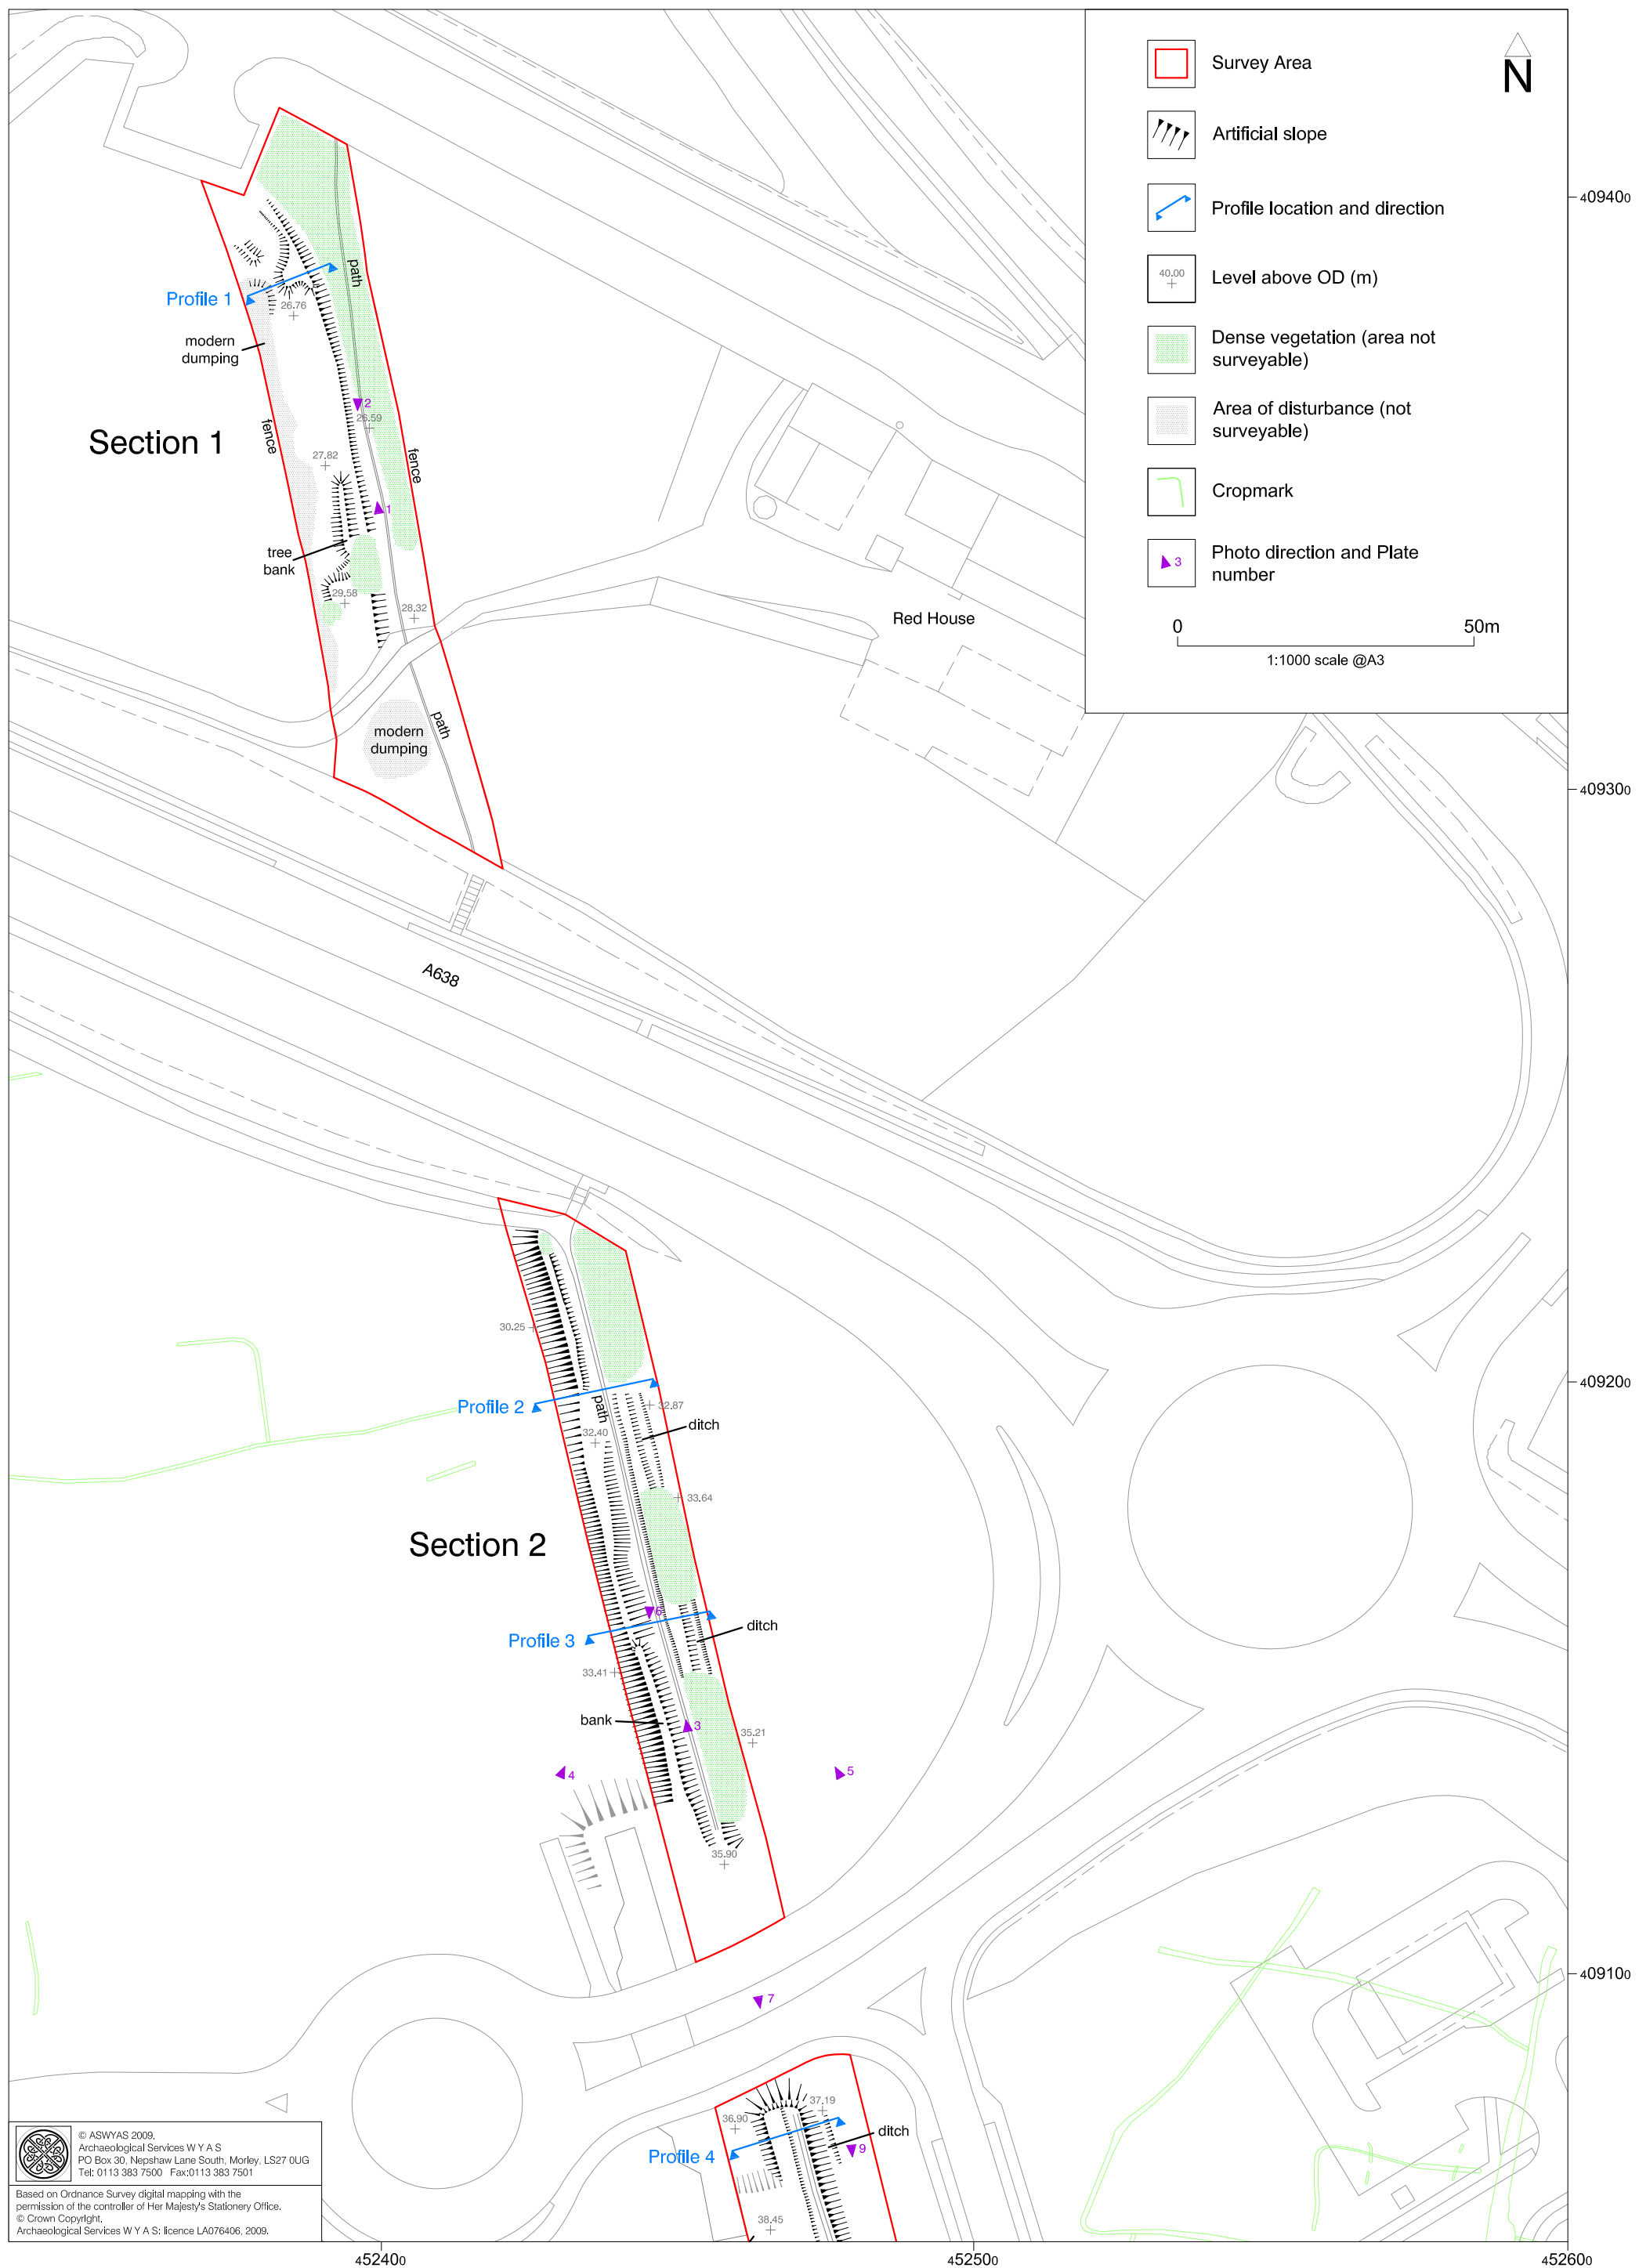 Survey Area
N
Artificial slope
Profile location and direction
40.00
Level above OD (m)
Dense vegetation (area not
surveyable)
Area of disturbance (not
surveyable)
Cropmark
3
Photo direction and Plate
number
0 50m
1:1000 scale @A3
409400
409300
409200
409100
path
Profile 1
26.76
modern
dumping
2
26.59
fence
Section 1
fence
27.82
1
tree
bank
29.58
28.32
Red House
path
modern
dumping
A638
30.25
Profile 2
path
32.87
ditch
32.40
33.64
Section 2
6
ditch
Profile 3
33.41
bank
3
35.21
4
5
35.90
7
37.19
36.90
ditch
9
Profile 4
38.45
© ASWYAS 2009.
Archaeological Services W Y A S
PO Box 30, Nepshaw Lane South, Morley, LS27 0UG
Tel: 0113 383 7500 Fax:0113 383 7501
Based on Ordnance Survey digital mapping with the
permission of the controller of Her Majesty's Stationery Office.
© Crown Copyright.
Archaeological Services W Y A S: licence LA076406, 2009.
452400
452500
452600